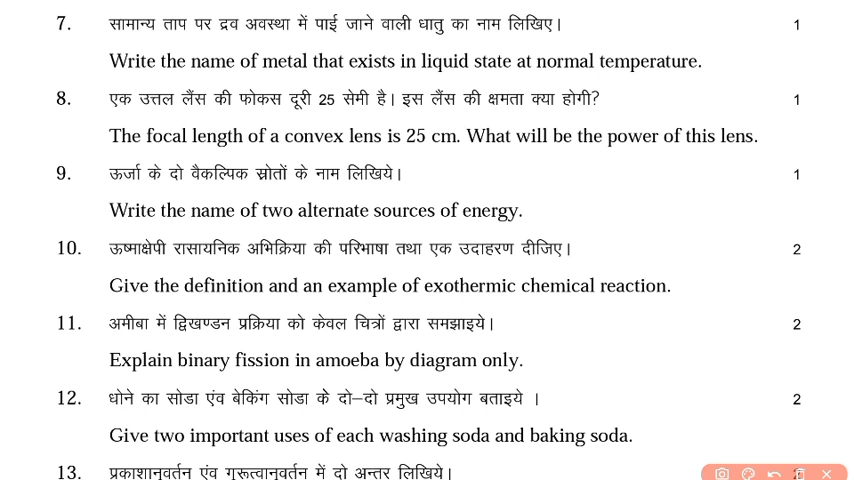 7. सामान्य ताप पर द्रव अवस्था में पाई जाने वाली धातु का नाम लिखिए। 1
Write the name of metal that exists in liquid state at normal temperature.
8. एक उत्तल लैंस की फोकस दूरी 25 सेमी है। इस लैंस की क्षमता क्या होगी? 1
The focal length of a convex lens is 25 cm. What will be the power of this lens.
9. ऊर्जा के दो वैकल्पिक स्रोतों के नाम लिखिये। 1
Write the name of two alternate sources of energy.
10. ऊष्माक्षेपी रासायनिक अभिक्रिया की परिभाषा तथा एक उदाहरण दीजिए। 2
Give the definition and an example of exothermic chemical reaction.
11. अमीबा में द्विखण्डन प्रक्रिया को केवल चित्रों द्वारा समझाइये। 2
Explain binary fission in amoeba by diagram only.
12. धोने का सोडा एंव बेकिंग सोडा के दो–दो प्रमुख उपयोग बताइये । 2
Give two important uses of each washing soda and baking soda.
13. प्रकाशानुवर्तन एंव गुरूत्वानुवर्तन में दो अन्तर लिखिये।